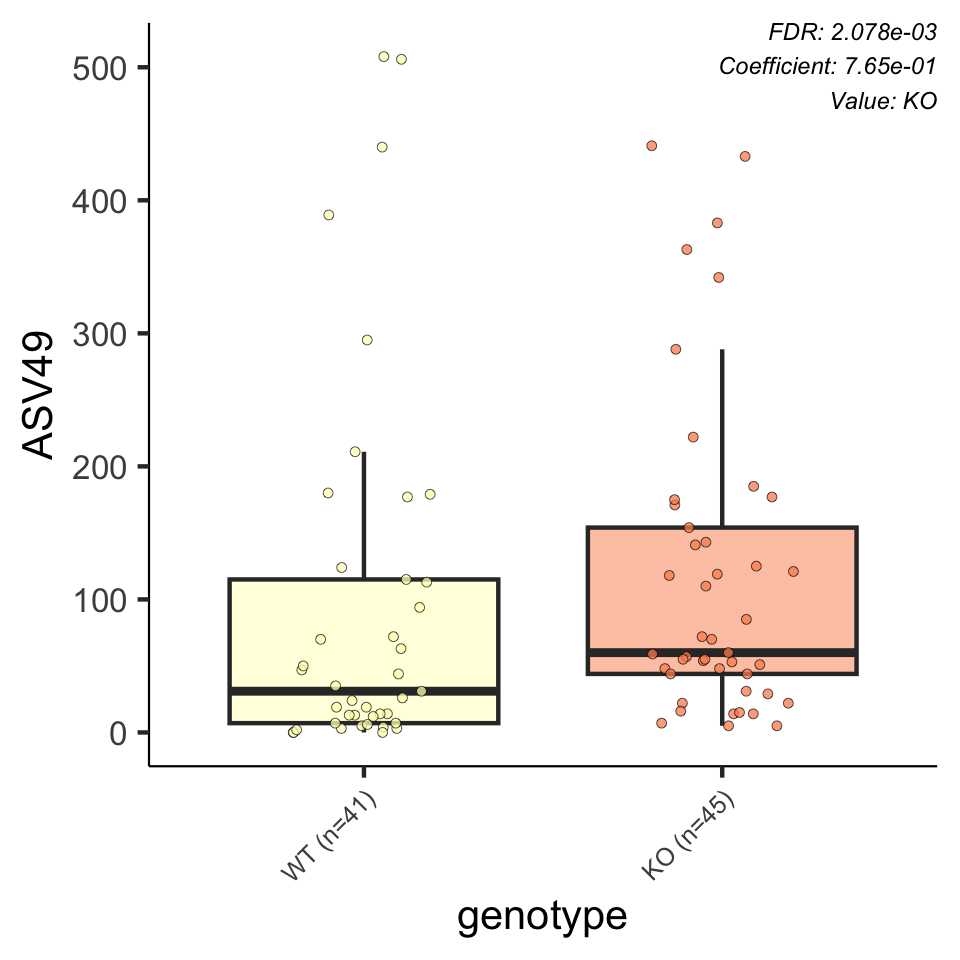 FDR: 2.078e-03
Coefficient: 7.65e-01
Value: KO
500
400
300
200
100
0
ASV49
WT (n=41)
KO (n=45)
genotype